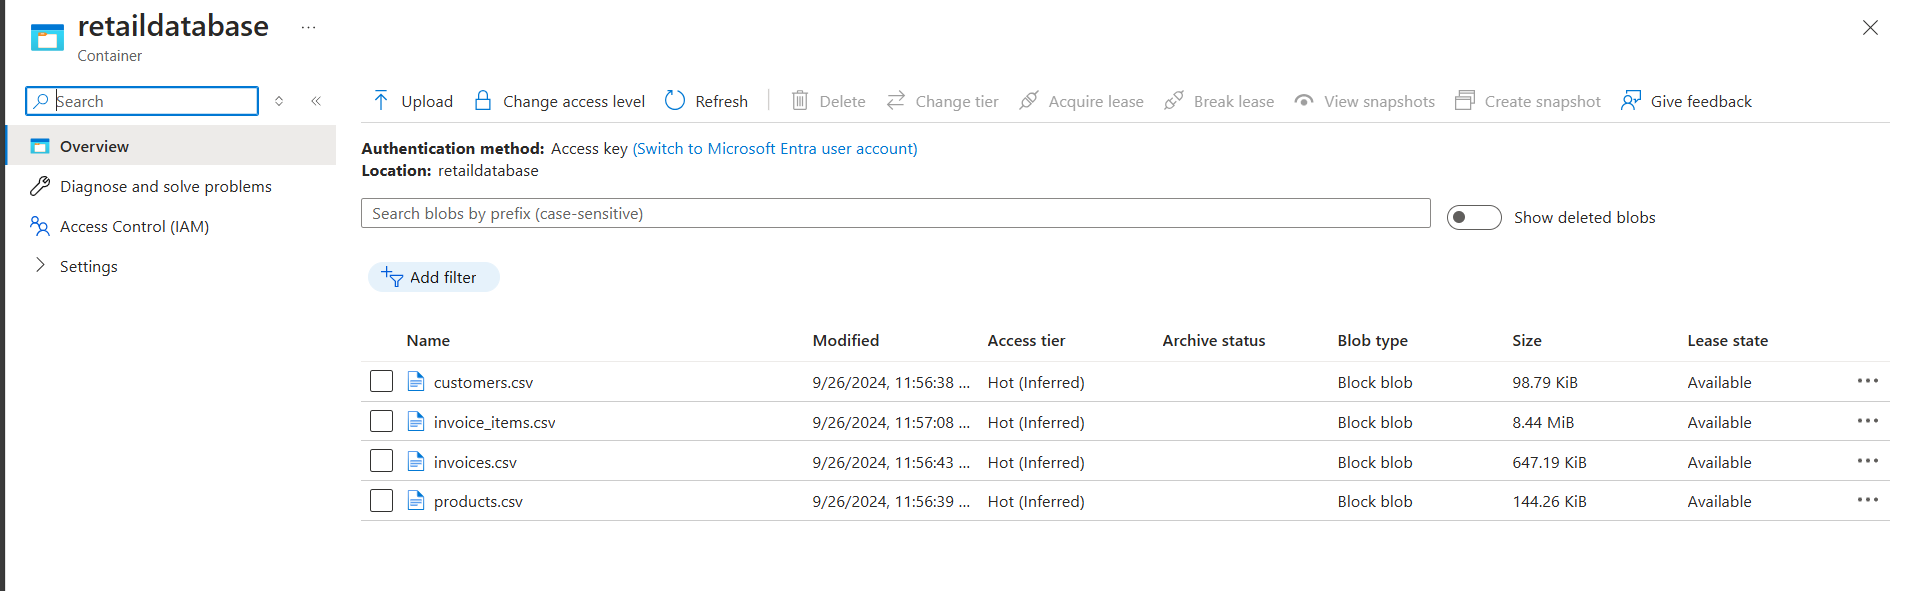 retaildatabase ...
Container
Search
Upload Change access level Refresh Delete Change tier Acquire lease Break lease View snapshots Create snapshot Give feedback
Overview
Diagnose and solve problems
Access Control (IAM)
Settings
Authentication method: Access key (Switch to Microsoft Entra user account)
Location: retaildatabase
Search blobs by prefix (case-sensitive)
Show deleted blobs
Add filter
Name Modified Access tier Archive status Blob type Size Lease state
customers.csv 9/26/2024, 11:56:38 ... Hot (Inferred) Block blob 98.79 KiB Available
invoice_items.csv 9/26/2024, 11:57:08 ... Hot (Inferred) Block blob 8.44 MiB Available
invoices.csv 9/26/2024, 11:56:43 ... Hot (Inferred) Block blob 647.19 KiB Available
products.csv 9/26/2024, 11:56:39 ... Hot (Inferred) Block blob 144.26 KiB Available